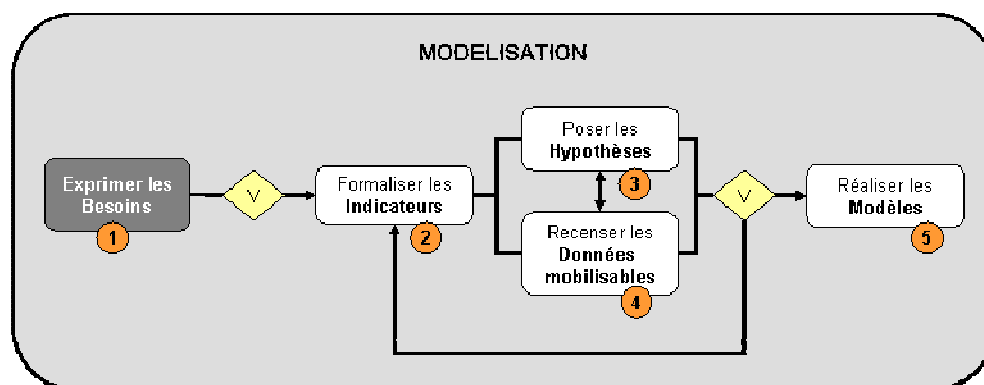 MODELISATION
Exprimer les
Besoins
1
V
Formaliser les
Indicateurs
2
Poser les
Hypothèses
3
Recenser les
Données
mobilisables
4
V
Réaliser les
Modèles
5